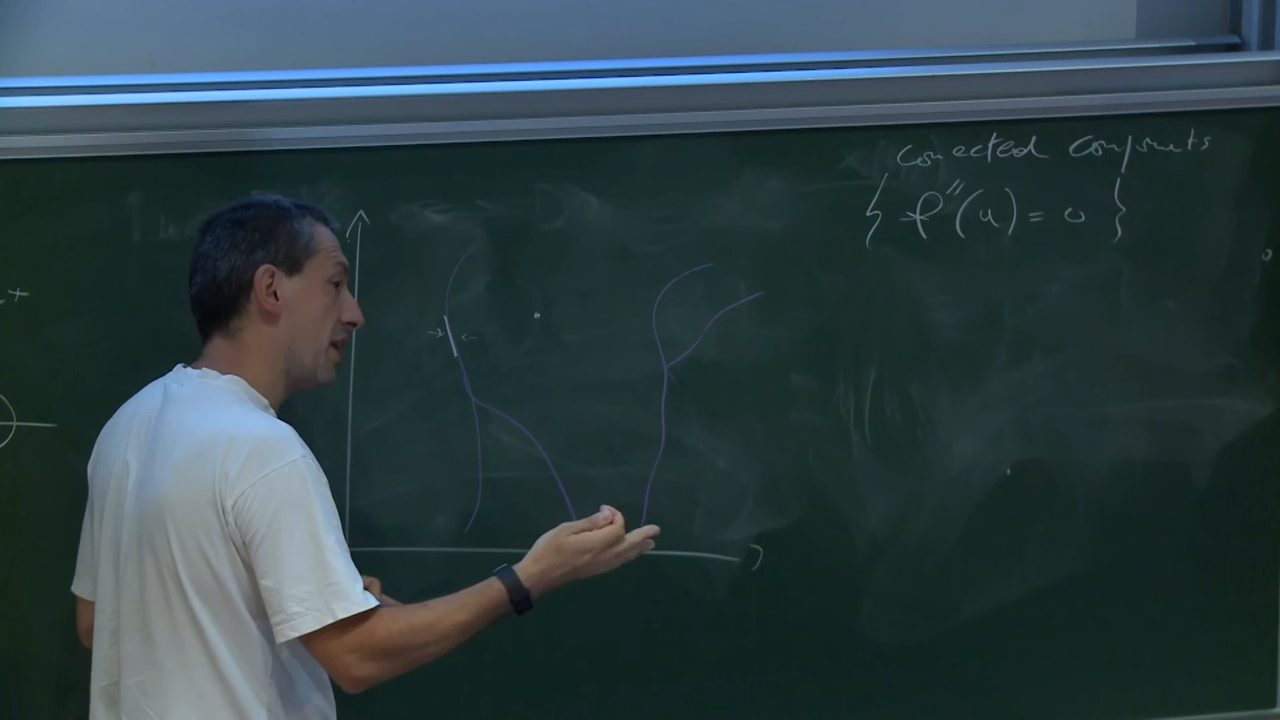 connected components
{ f''(u) = 0 }